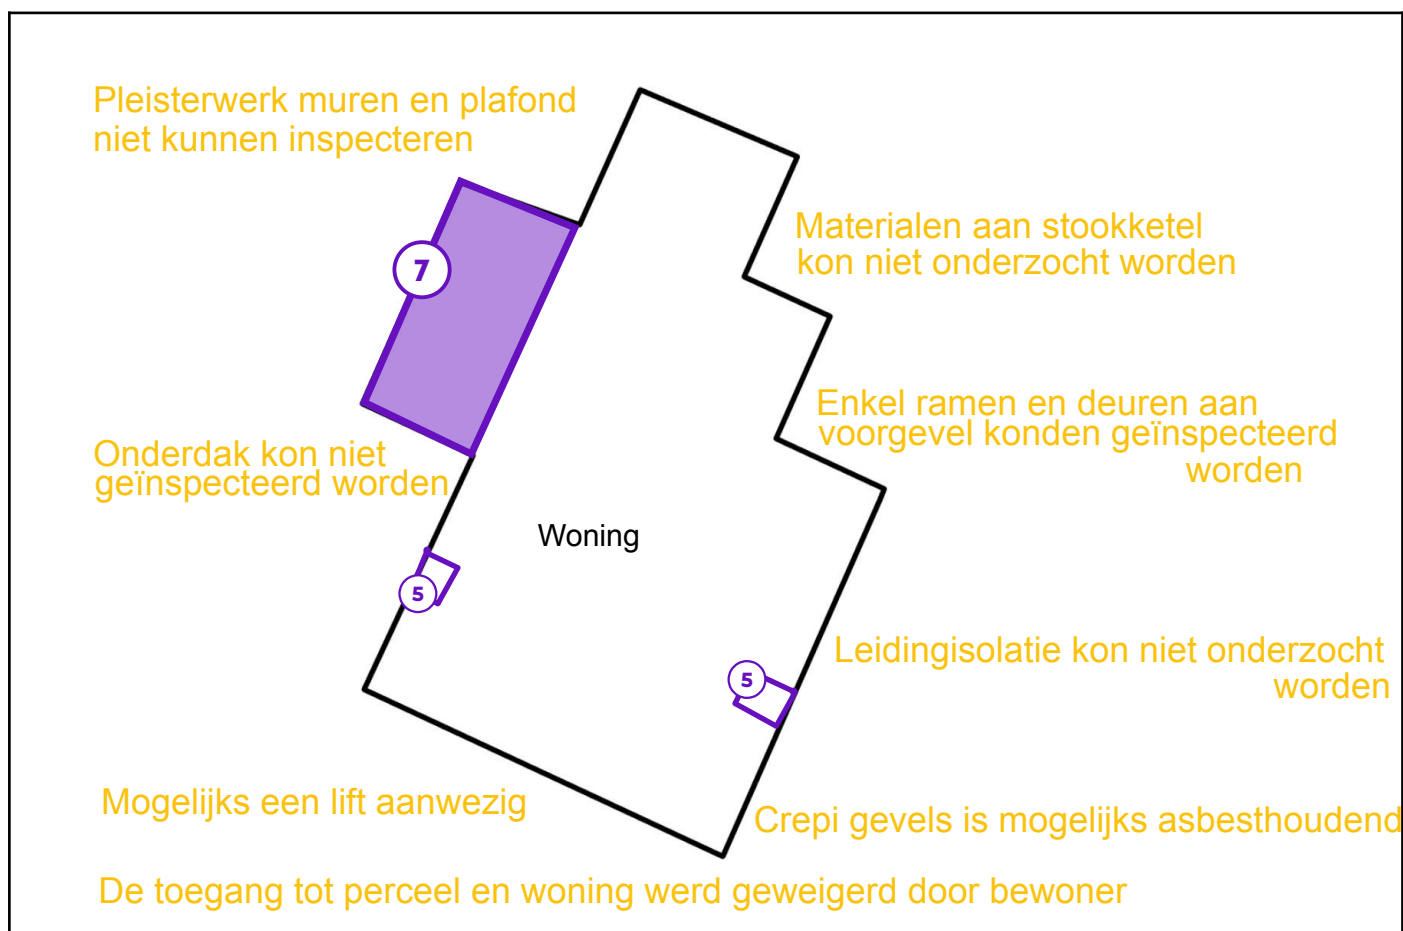 Pleisterwerk muren en plafond
niet kunnen inspecteren
7
Materialen aan stookketel
kon niet onderzocht worden
Enkel ramen en deuren aan
voorgevel konden geïnspecteerd
worden
Onderdak kon niet
geïnspecteerd worden
Woning
5
Leidingisolatie kon niet onderzocht
worden
5
Mogelijks een lift aanwezig
Crepi gevels is mogelijks asbesthoudend
De toegang tot perceel en woning werd geweigerd door bewoner